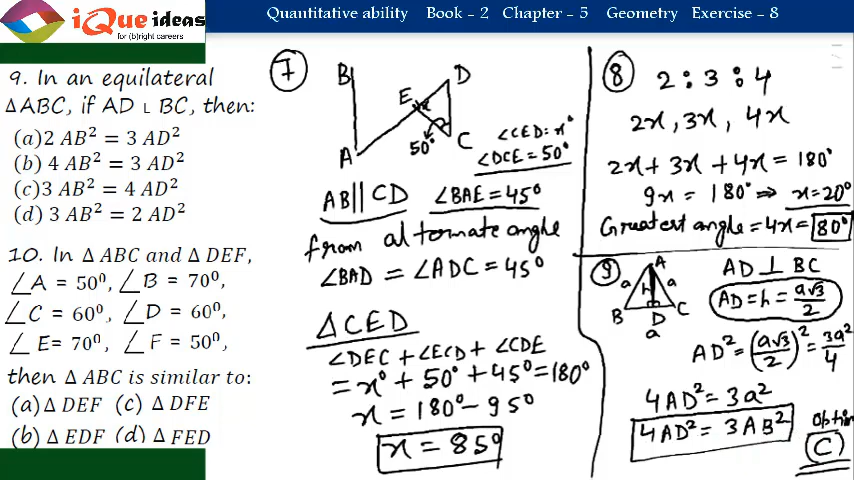 iQue ideas
for (b)right careers
Quantitative ability Book - 2 Chapter - 5 Geometry Exercise - 8
9. In an equilateral
△ABC, if AD ⊥ BC, then:
(a)2 AB² = 3 AD²
(b) 4 AB² = 3 AD²
(c)3 AB² = 4 AD²
(d) 3 AB² = 2 AD²
10. In △ ABC and △ DEF,
∠A = 50⁰, ∠B = 70⁰,
∠C = 60⁰, ∠D = 60⁰,
∠E= 70⁰, ∠F = 50⁰,
then △ ABC is similar to:
(a)△ DEF (c) △ DFE
(b)△ EDF (d)△ FED
7
B D
E x
A 50° C
∠CED = x°
∠DCE = 50°
AB||CD ∠BAE = 45°
from alternate angle
∠BAD = ∠ADC = 45°
△CED
∠DEC + ∠ECD + ∠CDE
= x° + 50° + 45° = 180°
x = 180° - 95°
x = 85°
8
2 : 3 : 4
2x, 3x, 4x
2x + 3x + 4x = 180°
9x = 180° ⇒ x = 20°
Greatest angle = 4x = 80°
9
A
a h a
B D C
a
AD ⊥ BC
AD = h = a√3/2
AD² = (a√3/2)² = 3a²/4
4AD² = 3a²
4AD² = 3AB²
(C)